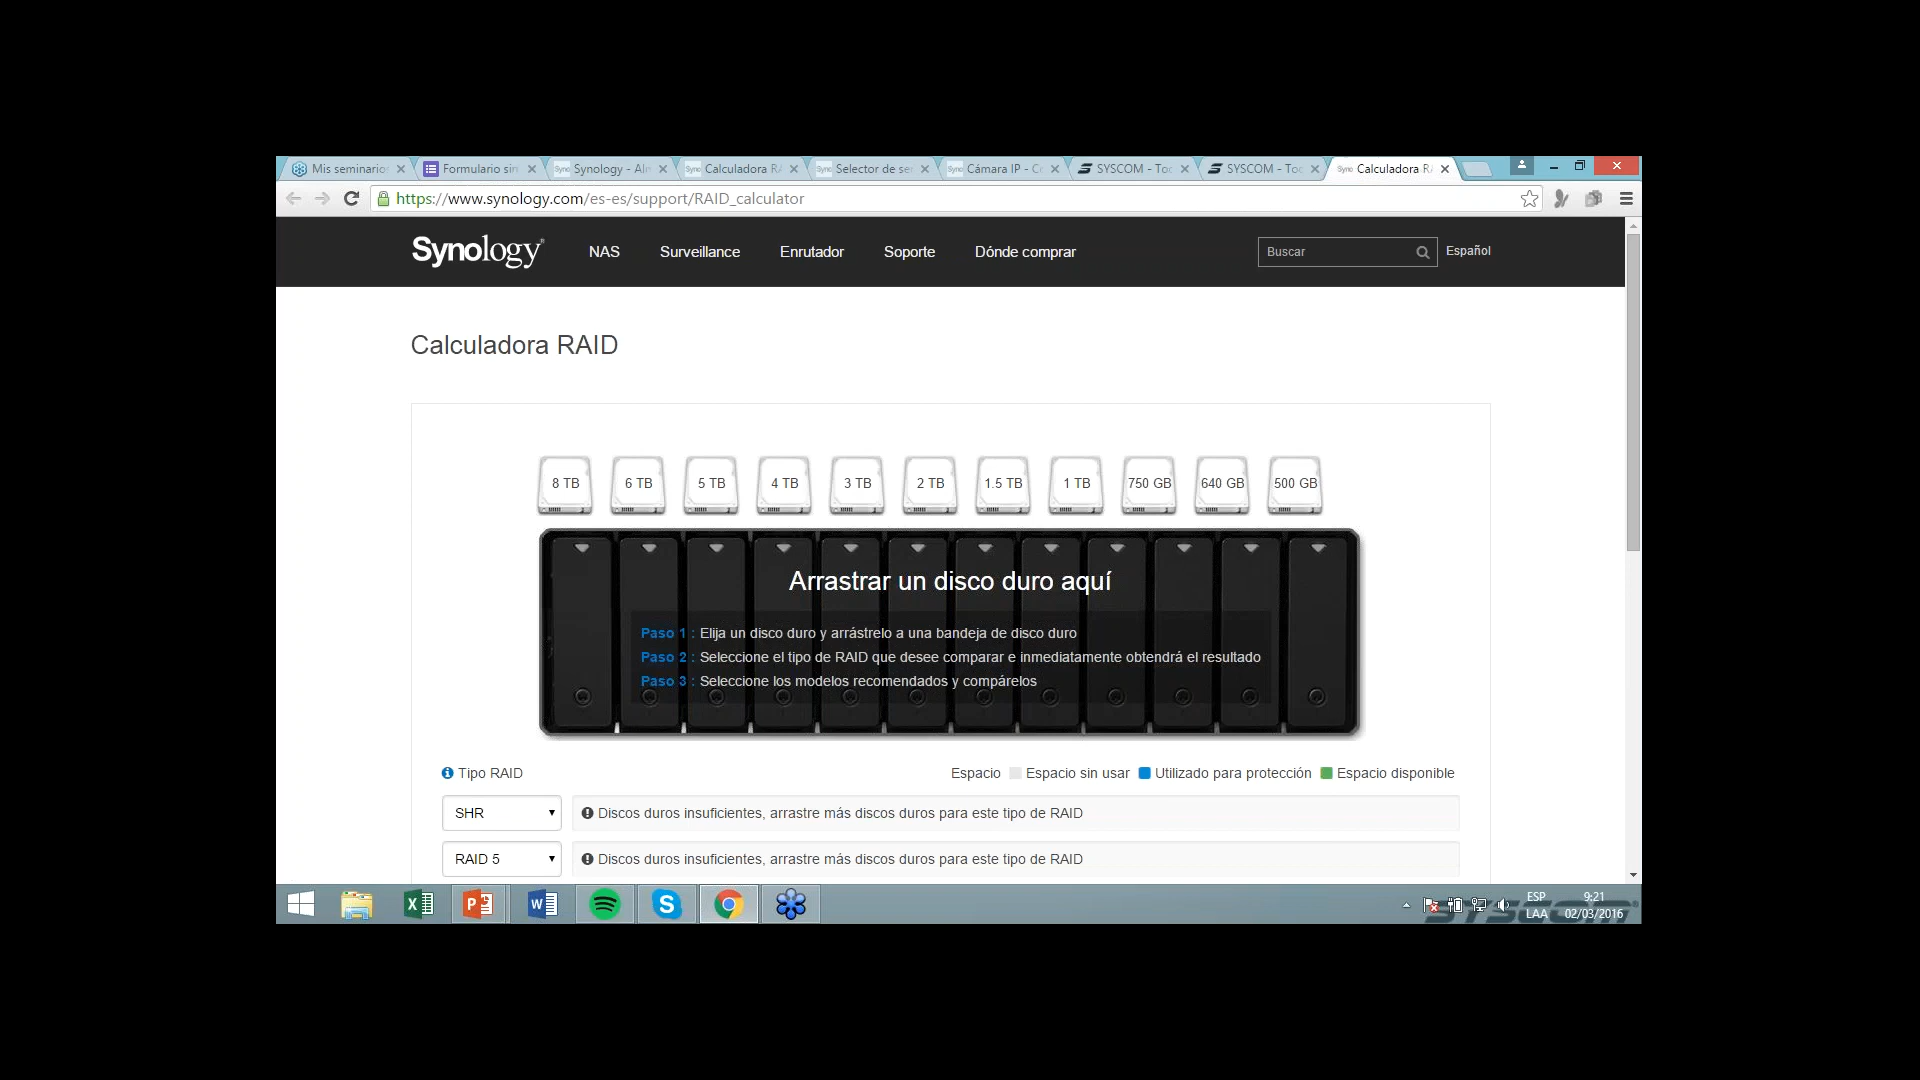 Mis seminario
Formulario sin
Synology - Al
Calculadora R
Selector de se
Cámara IP - C
SYSCOM - Toc
SYSCOM - Toc
Calculadora R
https://www.synology.com/es-es/support/RAID_calculator
Synology
NAS
Surveillance
Enrutador
Soporte
Dónde comprar
Buscar
Español
Calculadora RAID
8 TB
6 TB
5 TB
4 TB
3 TB
2 TB
1.5 TB
1 TB
750 GB
640 GB
500 GB
Arrastrar un disco duro aquí
Paso 1 : Elija un disco duro y arrástrelo a una bandeja de disco duro
Paso 2 : Seleccione el tipo de RAID que desee comparar e inmediatamente obtendrá el resultado
Paso 3 : Seleccione los modelos recomendados y compárelos
Tipo RAID
Espacio Espacio sin usar Utilizado para protección Espacio disponible
SHR
Discos duros insuficientes, arrastre más discos duros para este tipo de RAID
RAID 5
Discos duros insuficientes, arrastre más discos duros para este tipo de RAID
ESP
LAA
9:21
02/03/2016
SYSCOM